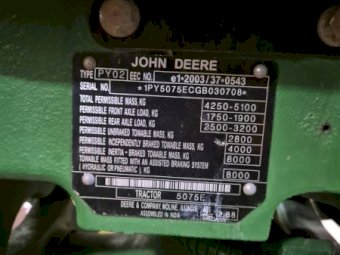 JOHN DEERE
TYPE PY02 EEC NO. e1*2003/37*0543
SERIAL NO. *1PY5075ECGB030708*
TOTAL PERMISSIBLE MASS, KG 4250-5100
PERMISSIBLE FRONT AXLE LOAD, KG 1750-1900
PERMISSIBLE REAR AXLE LOAD, KG 2500-3200
PERMISSIBLE UNBRAKED TOWABLE MASS, KG 2800
PERMISSIBLE INDEPENDENTLY BRAKED TOWABLE MASS, KG 4000
PERMISSIBLE INERTIA - BRAKED TOWABLE MASS, KG 8000
TOWABLE MASS FITTED WITH AN ASSISTED BRAKING SYSTEM
( HYDRAULIC OR PNEUMATIC ) KG 8000
TRACTOR 5075E
DEERE & COMPANY, MOLINE, ILLINOIS
ASSEMBLED IN INDIA